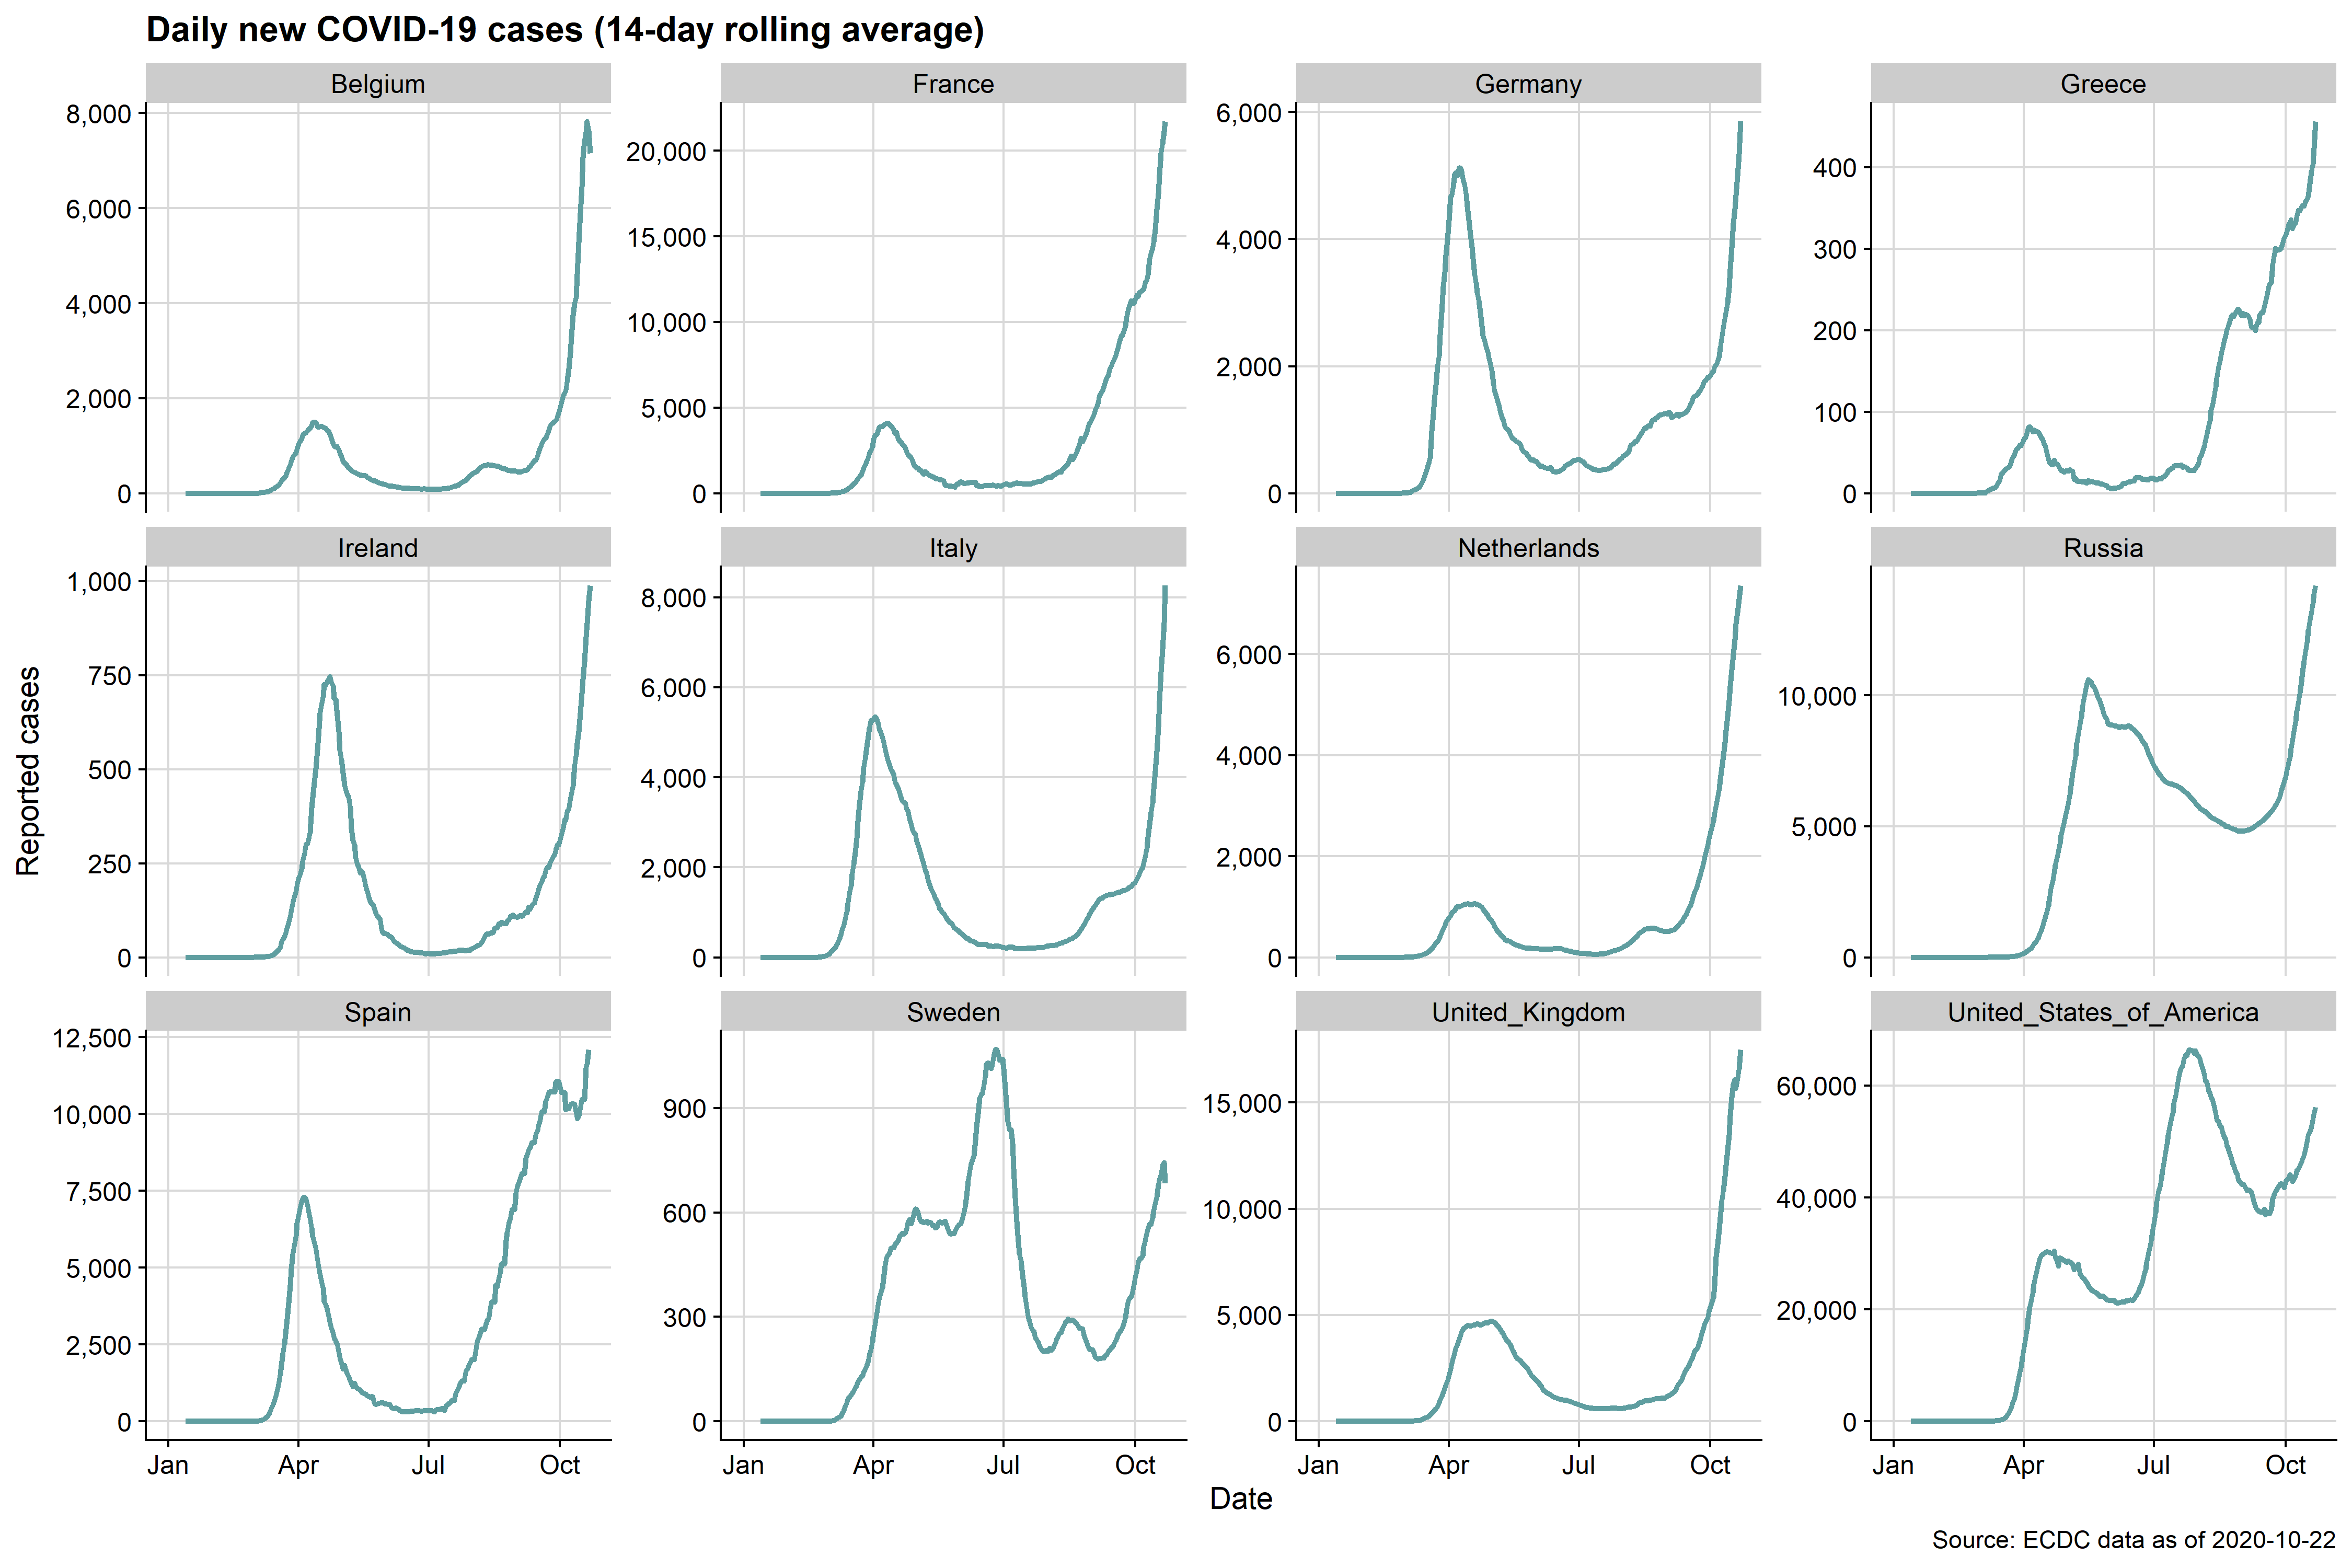 Daily new COVID-19 cases (14-day rolling average)
Belgium
France
Germany
Greece
8,000
6,000
4,000
2,000
0
20,000
15,000
10,000
5,000
0
6,000
4,000
2,000
0
400
300
200
100
0
Ireland
Italy
Netherlands
Russia
1,000
750
500
250
0
8,000
6,000
4,000
2,000
0
6,000
4,000
2,000
0
10,000
5,000
0
Reported cases
Spain
Sweden
United_Kingdom
United_States_of_America
12,500
10,000
7,500
5,000
2,500
0
900
600
300
0
15,000
10,000
5,000
0
60,000
40,000
20,000
0
Jan Apr Jul Oct
Jan Apr Jul Oct
Jan Apr Jul Oct
Jan Apr Jul Oct
Date
Source: ECDC data as of 2020-10-22